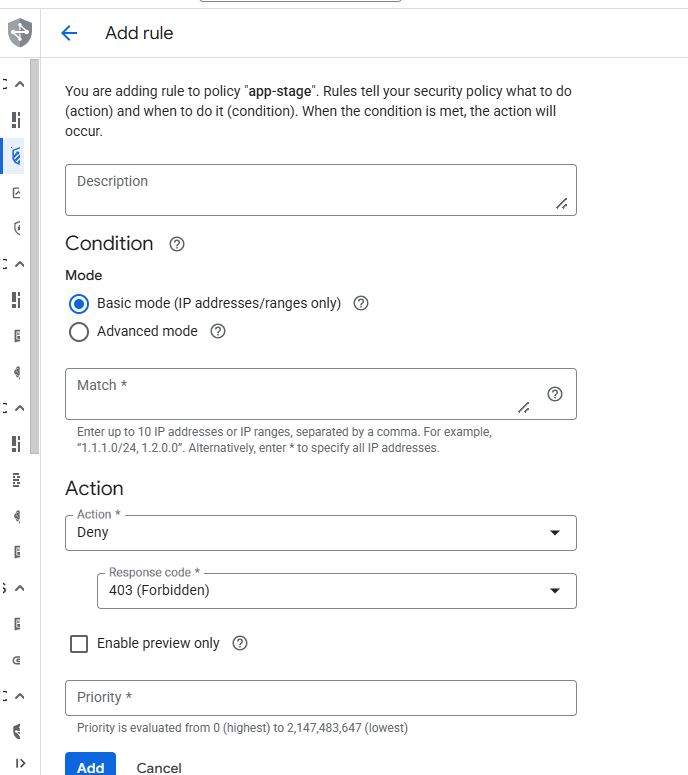 Add rule
You are adding rule to policy "app-stage". Rules tell your security policy what to do
(action) and when to do it (condition). When the condition is met, the action will
occur.
Description
Condition
Mode
Basic mode (IP addresses/ranges only)
Advanced mode
Match *
Enter up to 10 IP addresses or IP ranges, separated by a comma. For example,
“1.1.1.0/24, 1.2.0.0”. Alternatively, enter * to specify all IP addresses.
Action
Action *
Deny
Response code *
403 (Forbidden)
Enable preview only
Priority *
Priority is evaluated from 0 (highest) to 2,147,483,647 (lowest)
Add
Cancel